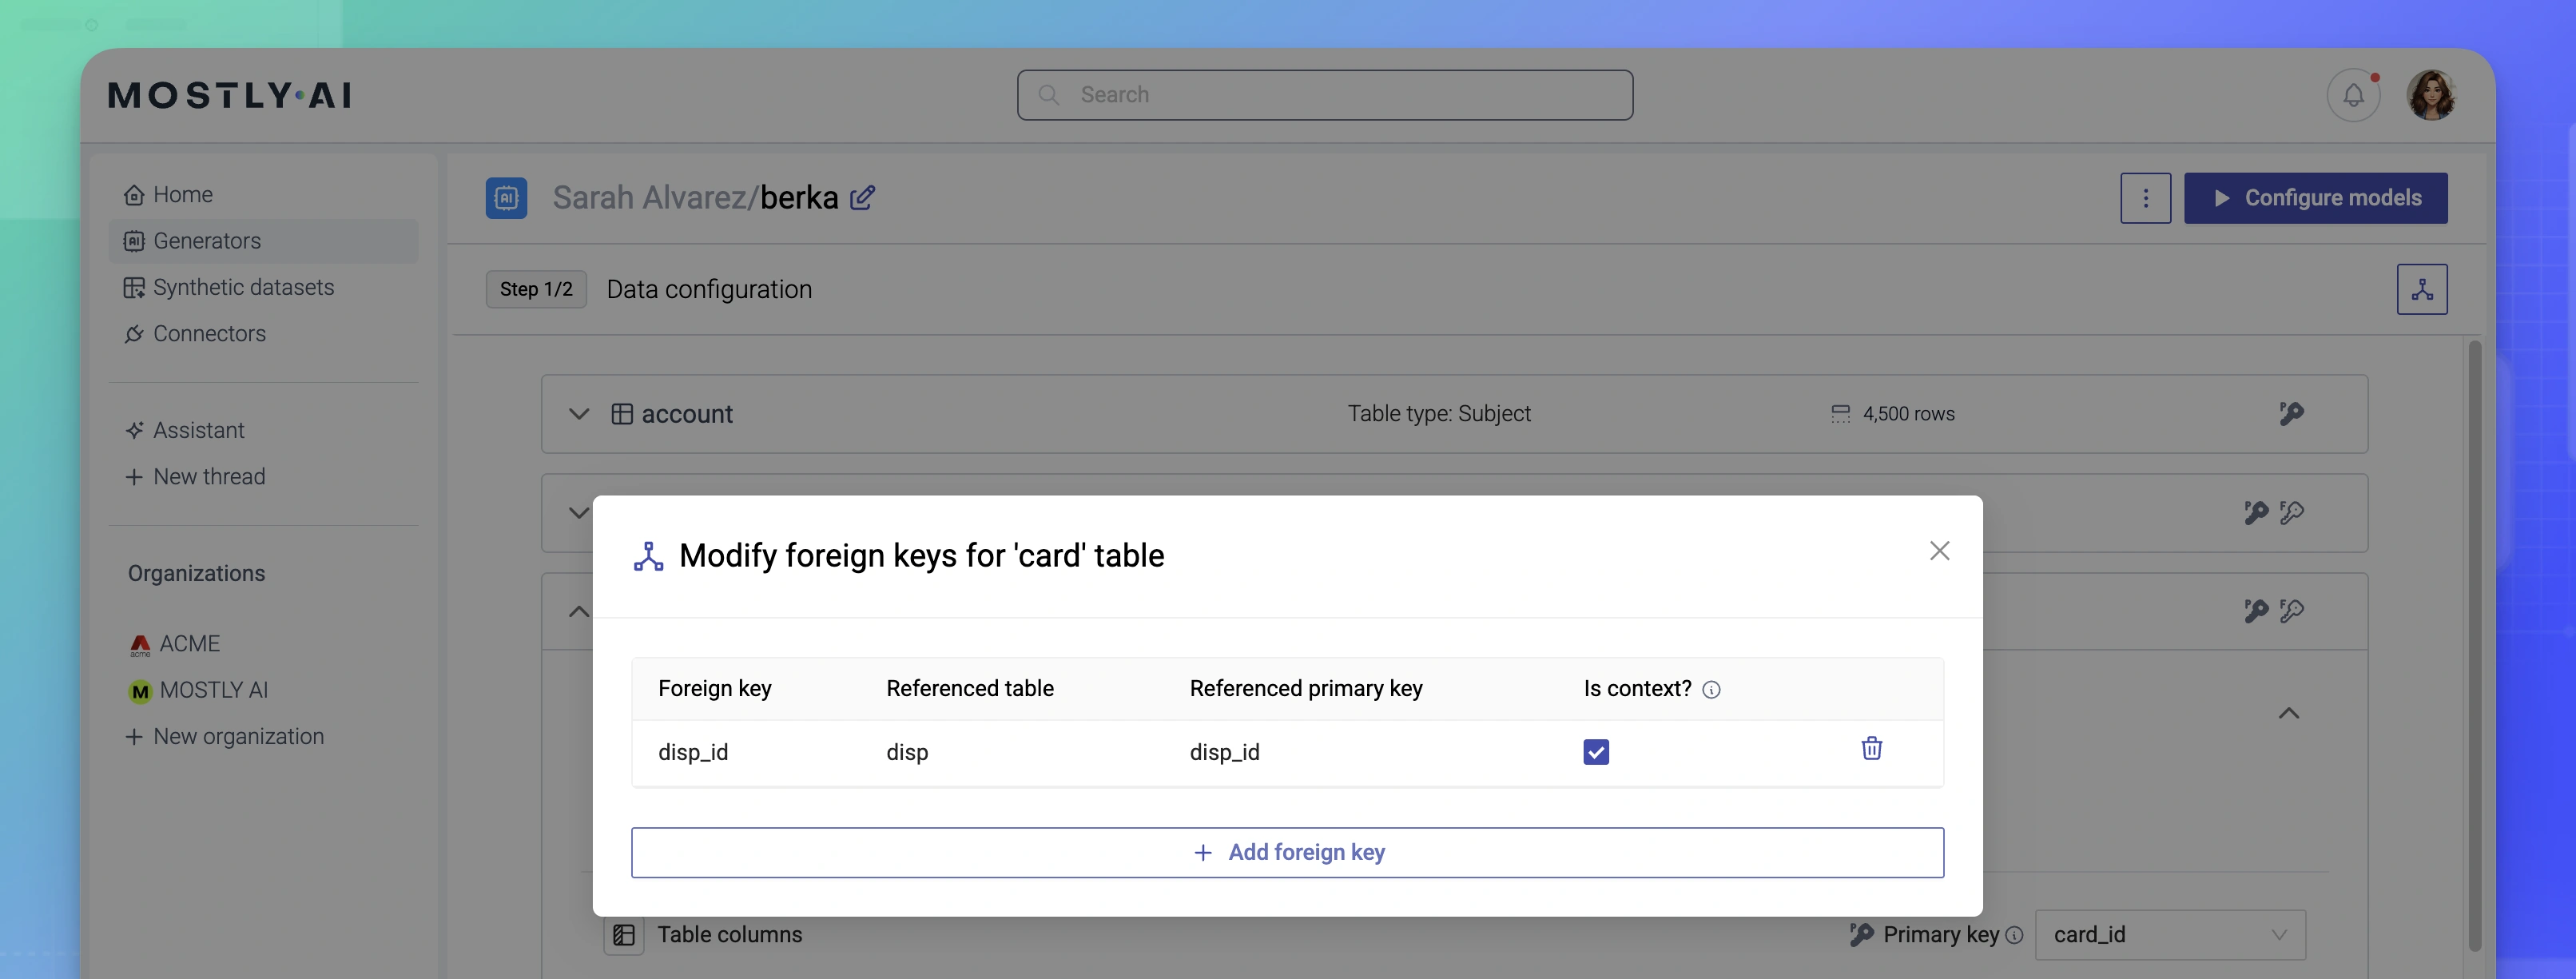 MOSTLY·AI
Search
Home
Generators
Synthetic datasets
Connectors
Assistant
New thread
Organizations
acme ACME
M MOSTLY AI
New organization
AI Sarah Alvarez/berka
Configure models
Step 1/2 Data configuration
account Table type: Subject 4,500 rows
Modify foreign keys for 'card' table
Foreign key Referenced table Referenced primary key Is context?
disp_id disp disp_id
Add foreign key
Table columns Primary key card_id